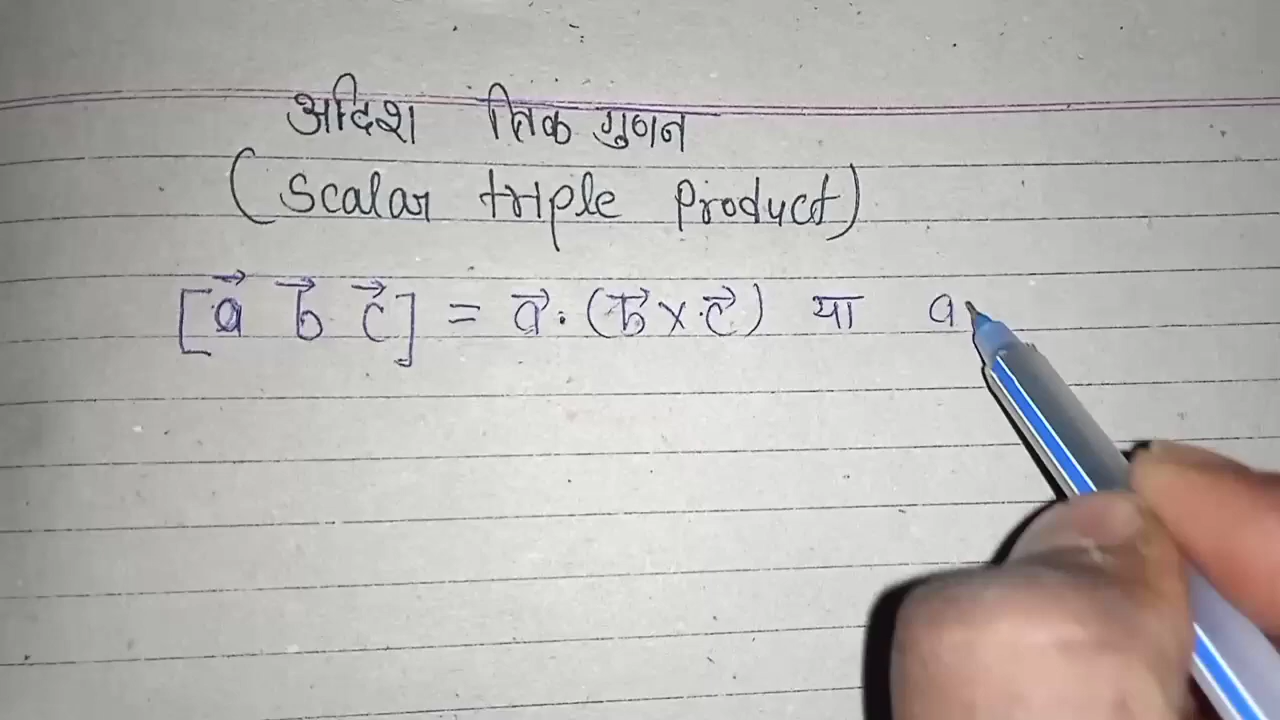 अदिश त्रिक गुणन
(Scalar triple Product)
[a⃗ b⃗ c⃗] = a⃗.(b⃗×.c⃗) या a